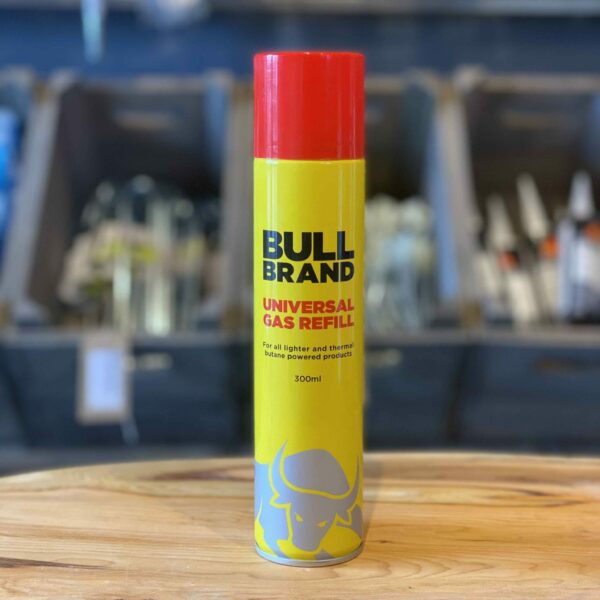 BULL
BRAND
UNIVERSAL
GAS REFILL
For all lighter and thermal
butane powered products
300ml